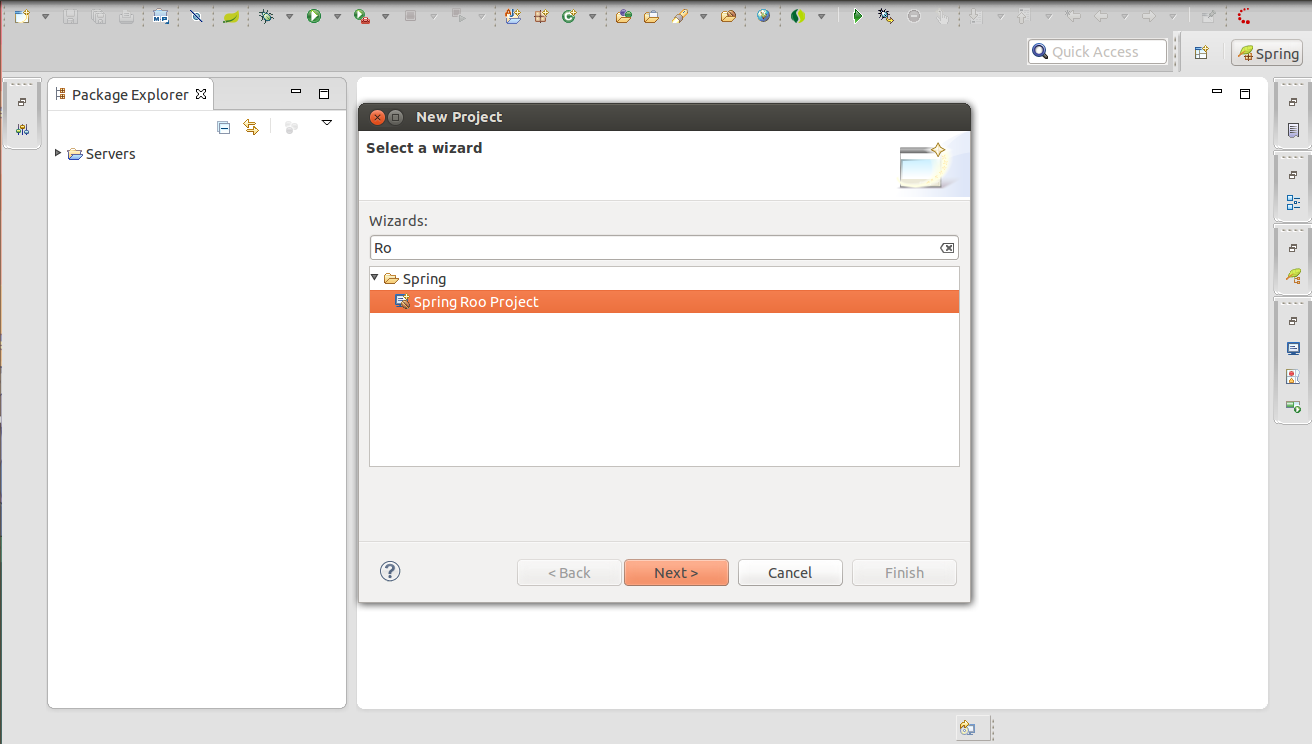 Quick Access
Spring
Package Explorer
Servers
New Project
Select a wizard
Wizards:
Ro
Spring
Spring Roo Project
?
< Back
Next >
Cancel
Finish